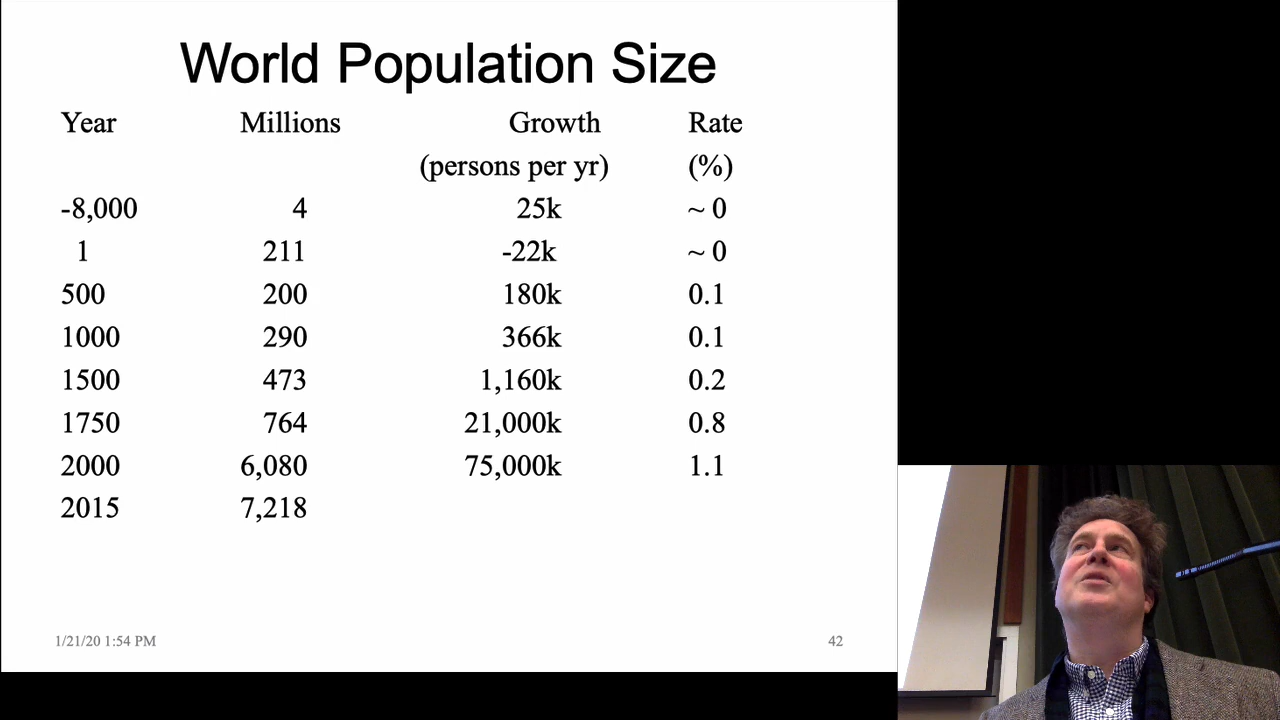 World Population Size
Year Millions Growth Rate
(persons per yr) (%)
-8,000 4 25k ~ 0
1 211 -22k ~ 0
500 200 180k 0.1
1000 290 366k 0.1
1500 473 1,160k 0.2
1750 764 21,000k 0.8
2000 6,080 75,000k 1.1
2015 7,218
1/21/20 1:54 PM 42